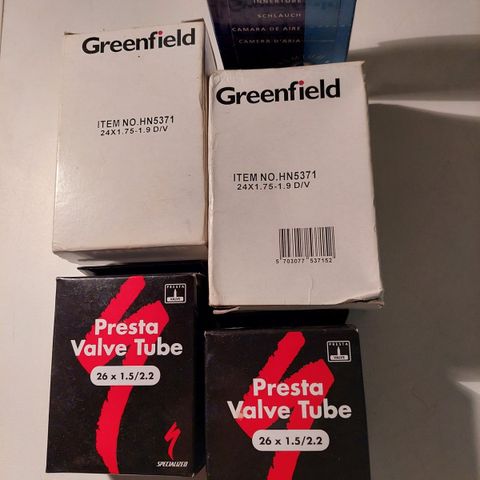 INNERTUBE
SCHLAUCH
CAMARA DE AIRE
CAMERA D'ARIA
Greenfield
ITEM NO.HN5371
24X1.75-1.9 D/V
Greenfield
ITEM NO.HN5371
24X1.75-1.9 D/V
5 703077 537152
PRESTA
VALVE
Presta
Valve Tube
26 x 1.5/2.2
SPECIALIZED
PRESTA
VALVE
Presta
Valve Tube
26 x 1.5/2.2